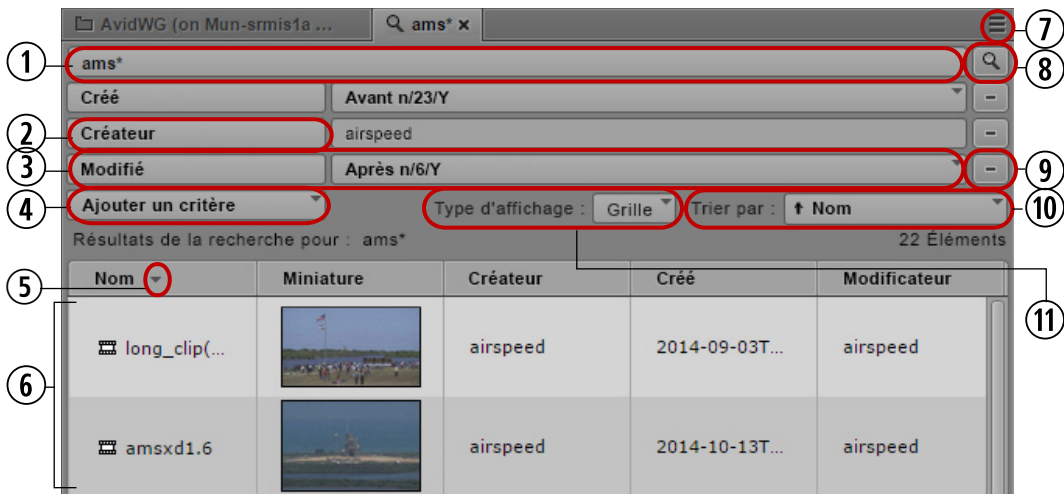 AvidWG (on Mun-srmis1a ... ams* x 7
1 ams* 8
Créé Avant n/23/Y -
2 Créateur airspeed -
3 Modifié Après n/6/Y - 9
4 Ajouter un critère Type d'affichage : Grille Trier par : Nom 10
Résultats de la recherche pour : ams* 22 Éléments
5 Nom Miniature Créateur Créé Modificateur
11
long_clip(... airspeed 2014-09-03T... airspeed
6
amsxd1.6 airspeed 2014-10-13T... airspeed